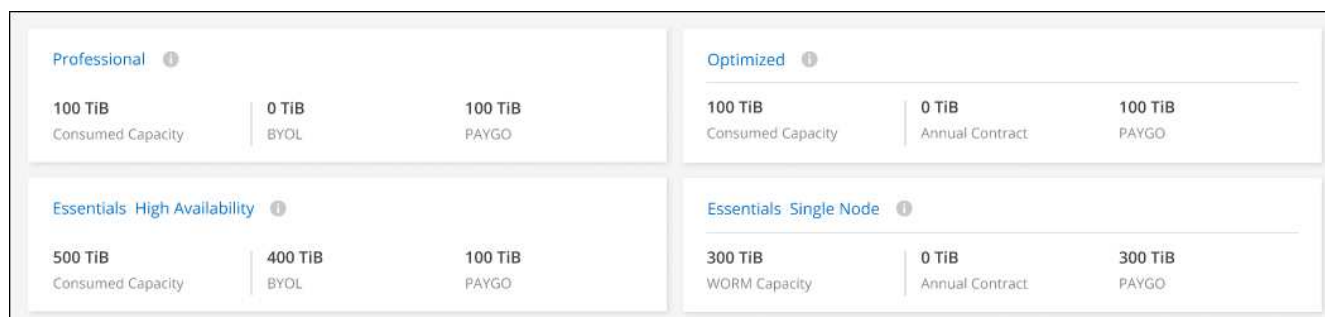 Professional
100 TiB 0 TiB 100 TiB
Consumed Capacity BYOL PAYGO
Optimized
100 TiB 0 TiB 100 TiB
Consumed Capacity Annual Contract PAYGO
Essentials High Availability
500 TiB 400 TiB 100 TiB
Consumed Capacity BYOL PAYGO
Essentials Single Node
300 TiB 0 TiB 300 TiB
WORM Capacity Annual Contract PAYGO